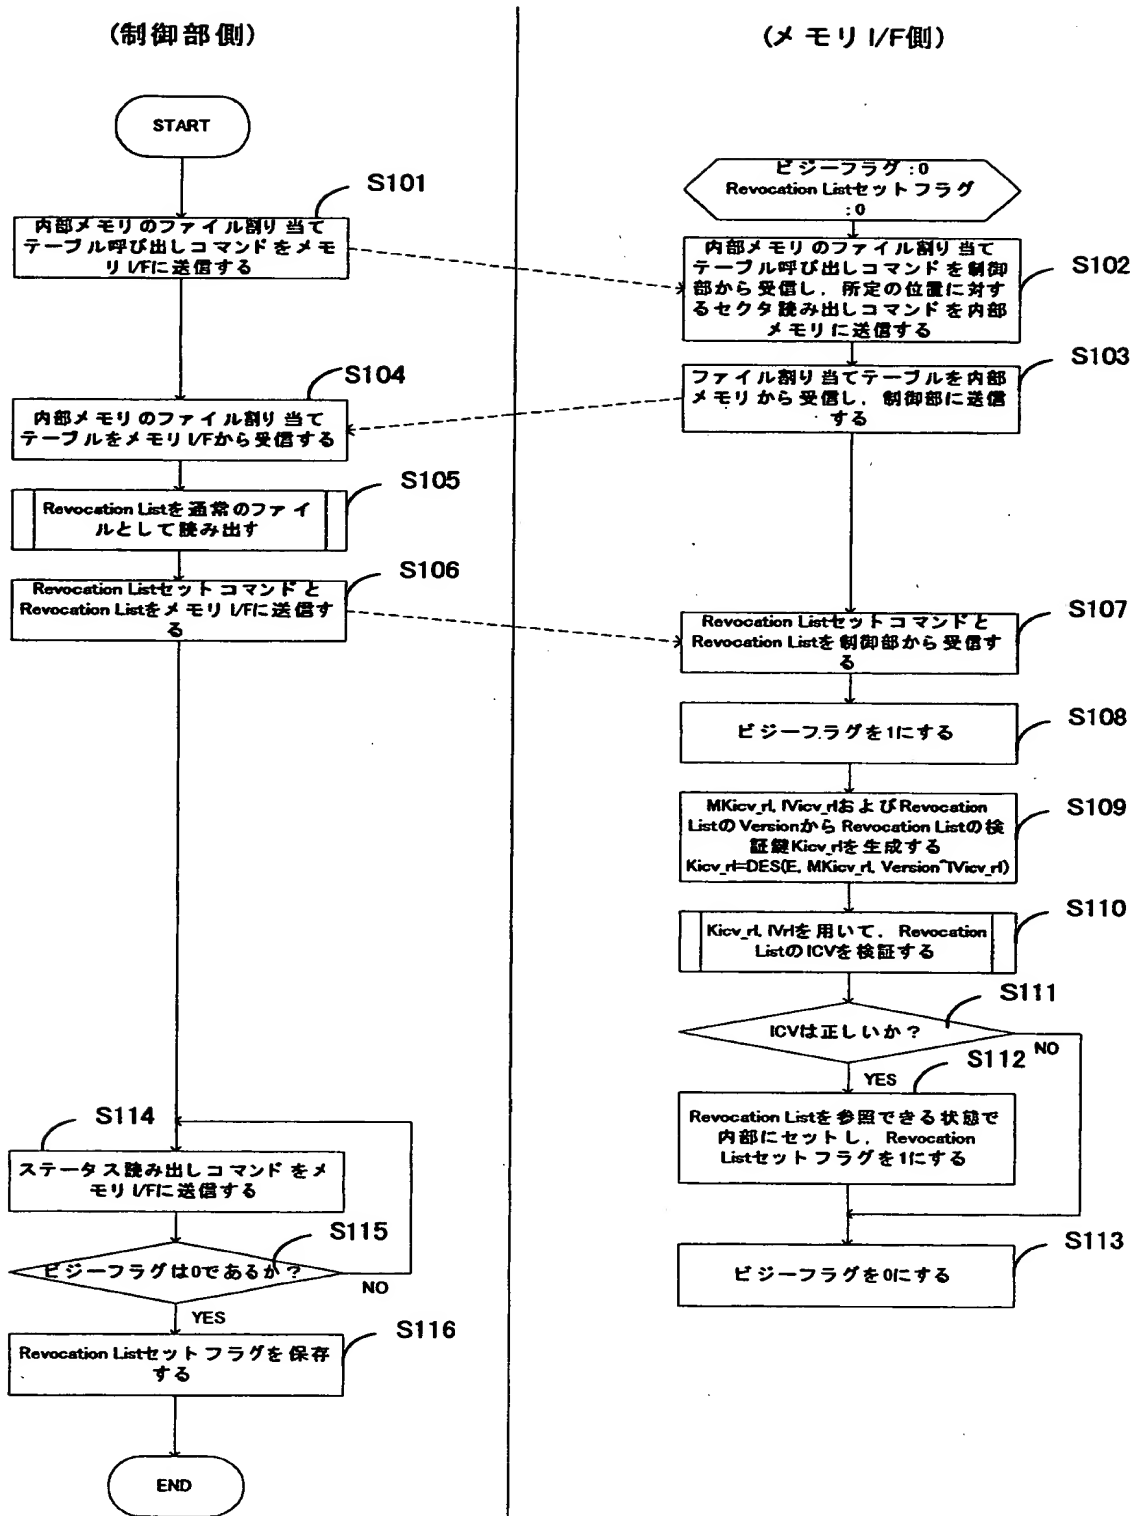 (制御部側)
START
S101
内部メモリのファイル割り当て
テーブル呼び出しコマンドをメモ
リI/Fに送信する
S104
内部メモリのファイル割り当て
テーブルをメモリI/Fから受信する
S105
Revocation Listを通常のファイ
ルとして読み出す
S106
Revocation Listセットコマンドと
Revocation ListをメモリI/Fに送信す
る
S114
ステータス読み出しコマンドをメ
モリI/Fに送信する
S115
ビジーフラグは0であるか?
NO
YES
S116
Revocation Listセットフラグを保存
する
END
(メモリI/F側)
ビジーフラグ:0
Revocation Listセットフラグ
:0
S102
内部メモリのファイル割り当て
テーブル呼び出しコマンドを制御
部から受信し,所定の位置に対す
るセクタ読み出しコマンドを内部
メモリに送信する
S103
ファイル割り当てテーブルを内部
メモリから受信し,制御部に送信
する
S107
Revocation Listセットコマンドと
Revocation Listを制御部から受信す
る
S108
ビジーフラグを1にする
S109
MKicv_rl, IVicv_rlおよびRevocation
ListのVersionからRevocation Listの検
証鍵Kicv_rlを生成する
Kicv_rl=DES(E, MKicv_rl, Version^IVicv_rl)
S110
Kicv_rl, IVrlを用いて,Revocation
ListのICVを検証する
S111
ICVは正しいか?
NO
YES
S112
Revocation Listを参照できる状態で
内部にセットし,Revocation
Listセットフラグを1にする
S113
ビジーフラグを0にする